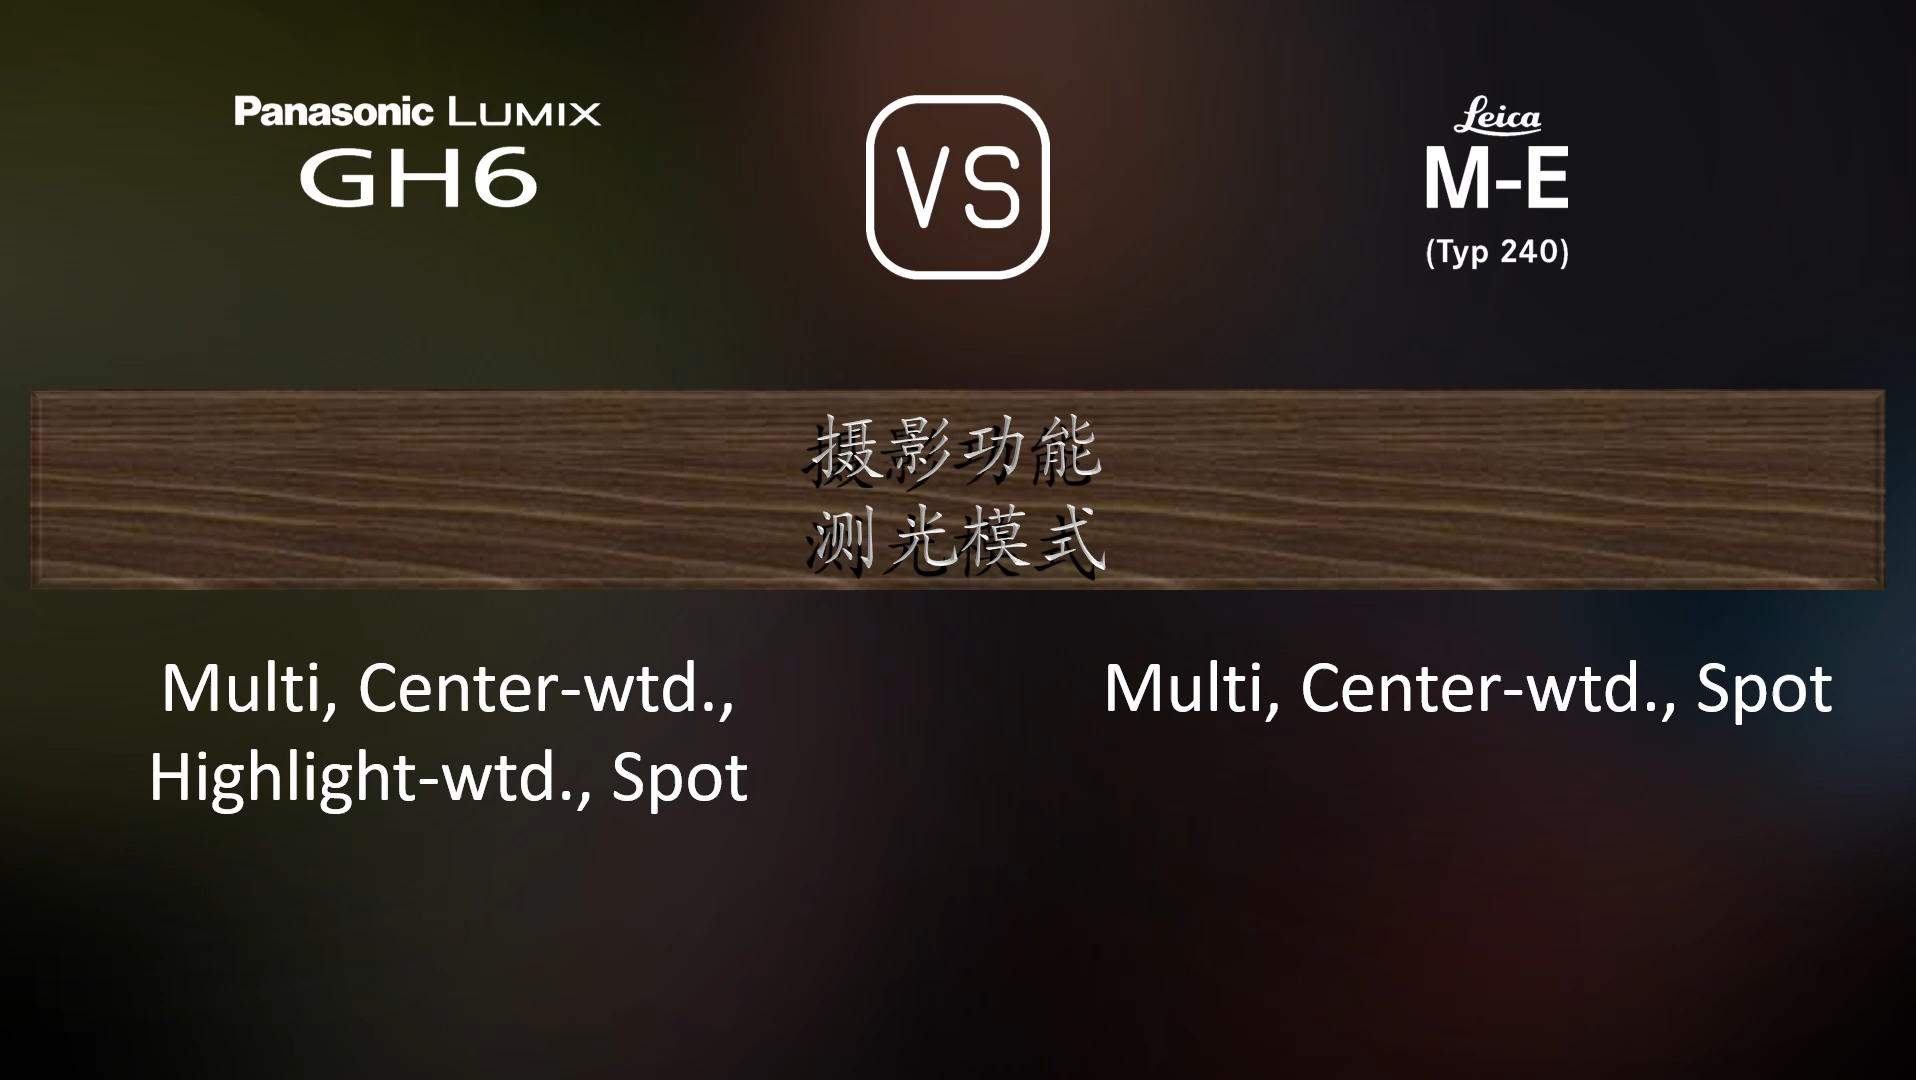 Panasonic LUMIX
GH6
VS
Leica
M-E
(Typ 240)
摄影功能
测光模式
Multi, Center-wtd.,
Highlight-wtd., Spot
Multi, Center-wtd., Spot